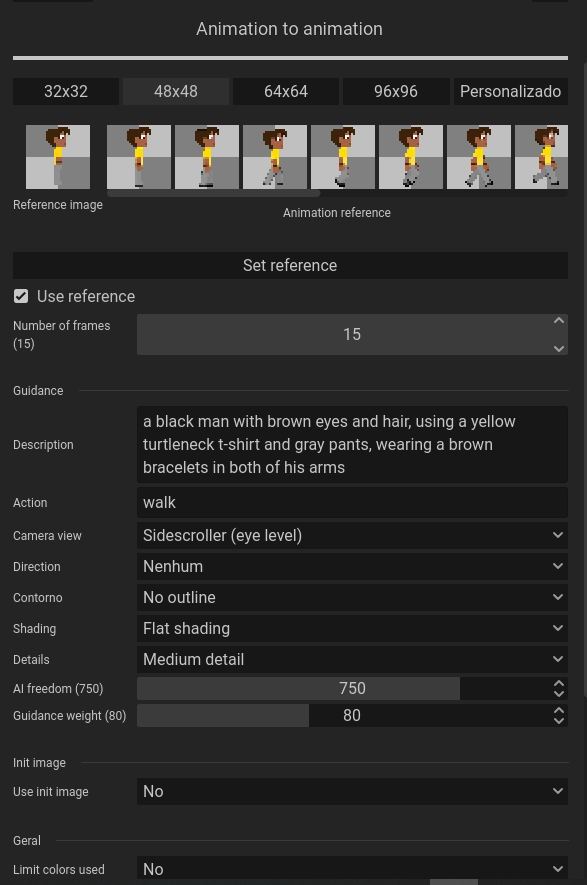 Animation to animation
32x32
48x48
64x64
96x96
Personalizado
Reference image
Animation reference
Set reference
Use reference
Number of frames
(15)
15
Guidance
Description
a black man with brown eyes and hair, using a yellow
turtleneck t-shirt and gray pants, wearing a brown
bracelets in both of his arms
Action
walk
Camera view
Sidescroller (eye level)
Direction
Nenhum
Contorno
No outline
Shading
Flat shading
Details
Medium detail
AI freedom (750)
750
Guidance weight (80)
80
Init image
Use init image
No
Geral
Limit colors used
No